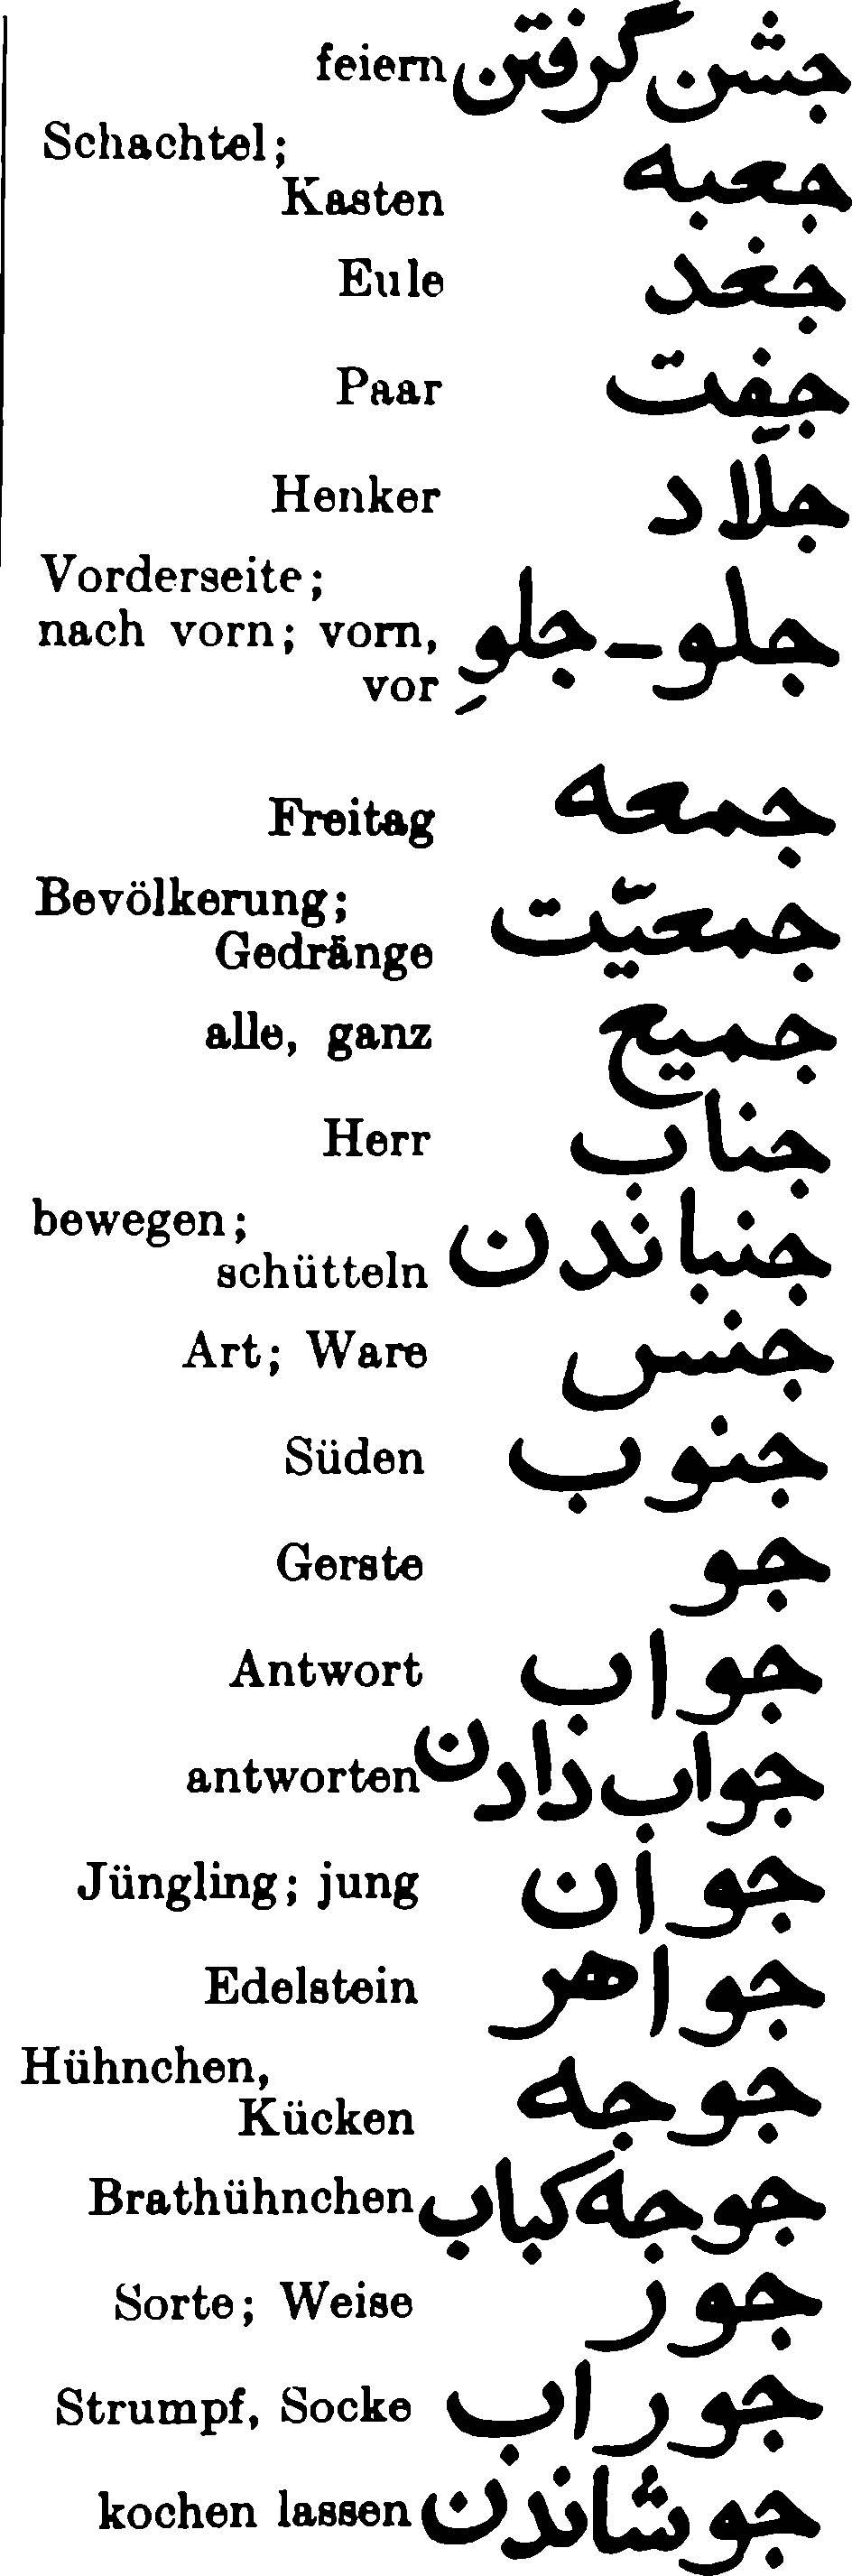 feiern جشن گرفتن
Schachtel;
Kasten جعبه
Eule جغد
Paar جفِت
Henker جلّاد
Vorderseite;
nach vorn; vorn, جلو - جلوِ
vor
Freitag جمعه
Bevölkerung;
Gedränge جمعیّت
alle, ganz جمیع
Herr جناب
bewegen;
schütteln جنباندن
Art; Ware جنس
Süden جنوب
Gerste جو
Antwort جواب
antworten جواب دادن
Jüngling; jung جوان
Edelstein جواهر
Hühnchen,
Kücken جوجه
Brathühnchen جوجه کباب
Sorte; Weise جور
Strumpf, Socke جوراب
kochen lassen جوشاندن